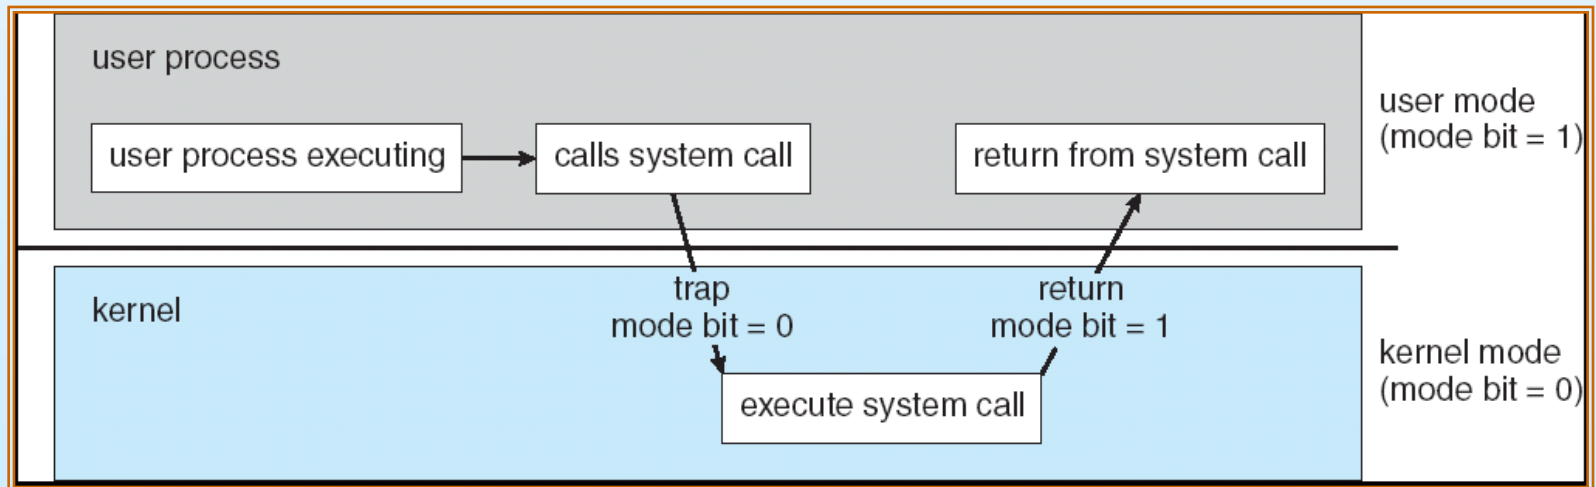 user process
user process executing
calls system call
return from system call
user mode
(mode bit = 1)
kernel
trap
mode bit = 0
return
mode bit = 1
execute system call
kernel mode
(mode bit = 0)